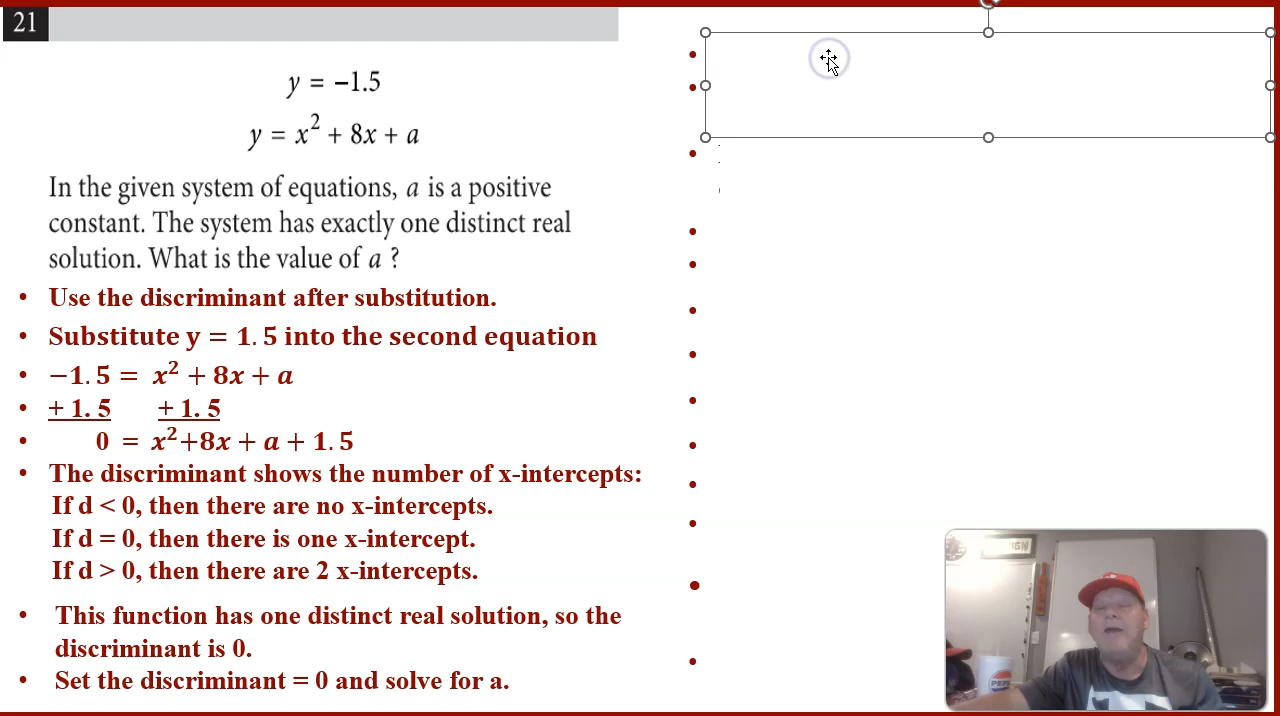 21
y = −1.5
y = x² + 8x + a
In the given system of equations, a is a positive
constant. The system has exactly one distinct real
solution. What is the value of a ?
• Use the discriminant after substitution.
• Substitute y = 1.5 into the second equation
• −1.5 = x² + 8x + a
• + 1.5 + 1.5
• 0 = x²+8x + a + 1.5
• The discriminant shows the number of x-intercepts:
If d < 0, then there are no x-intercepts.
If d = 0, then there is one x-intercept.
If d > 0, then there are 2 x-intercepts.
• This function has one distinct real solution, so the
discriminant is 0.
• Set the discriminant = 0 and solve for a.
PEPSI